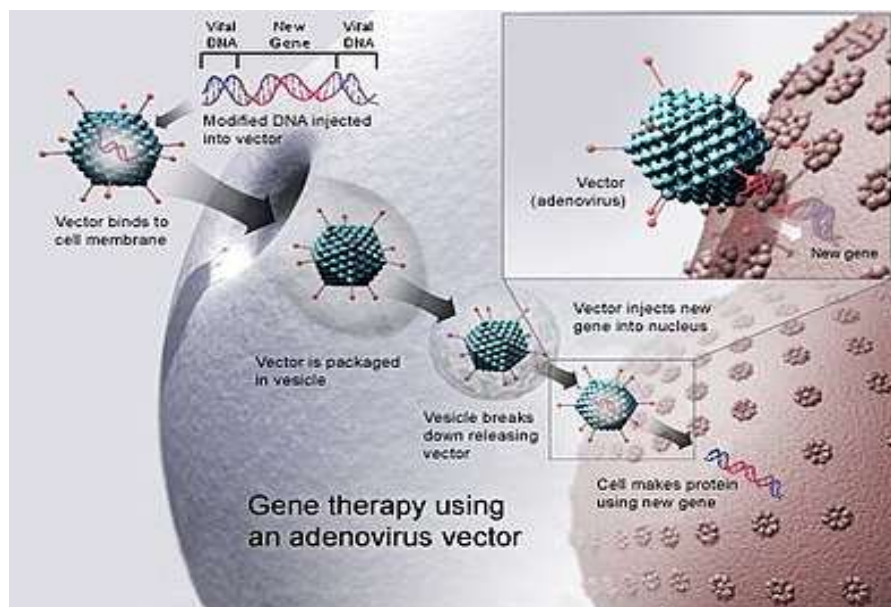 Viral DNA
New Gene
Viral DNA
Modified DNA injected
into vector
Vector binds to
cell membrane
Vector is packaged
in vesicle
Vesicle breaks
down releasing
vector
Vector injects new
gene into nucleus
Cell makes protein
using new gene
Vector
(adenovirus)
New gene
Gene therapy using
an adenovirus vector